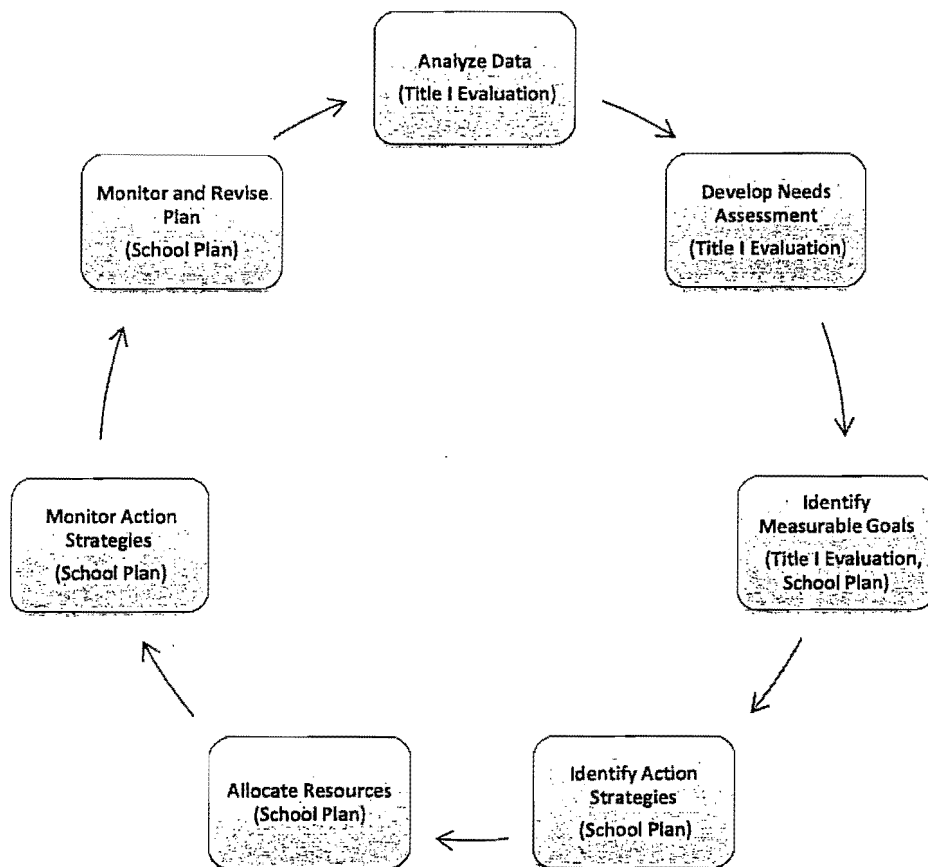 Analyze Data
(Title I Evaluation)
Develop Needs
Assessment
(Title I Evaluation)
Identify
Measurable Goals
(Title I Evaluation,
School Plan)
Identify Action
Strategies
(School Plan)
Allocate Resources
(School Plan)
Monitor Action
Strategies
(School Plan)
Monitor and Revise
Plan
(School Plan)